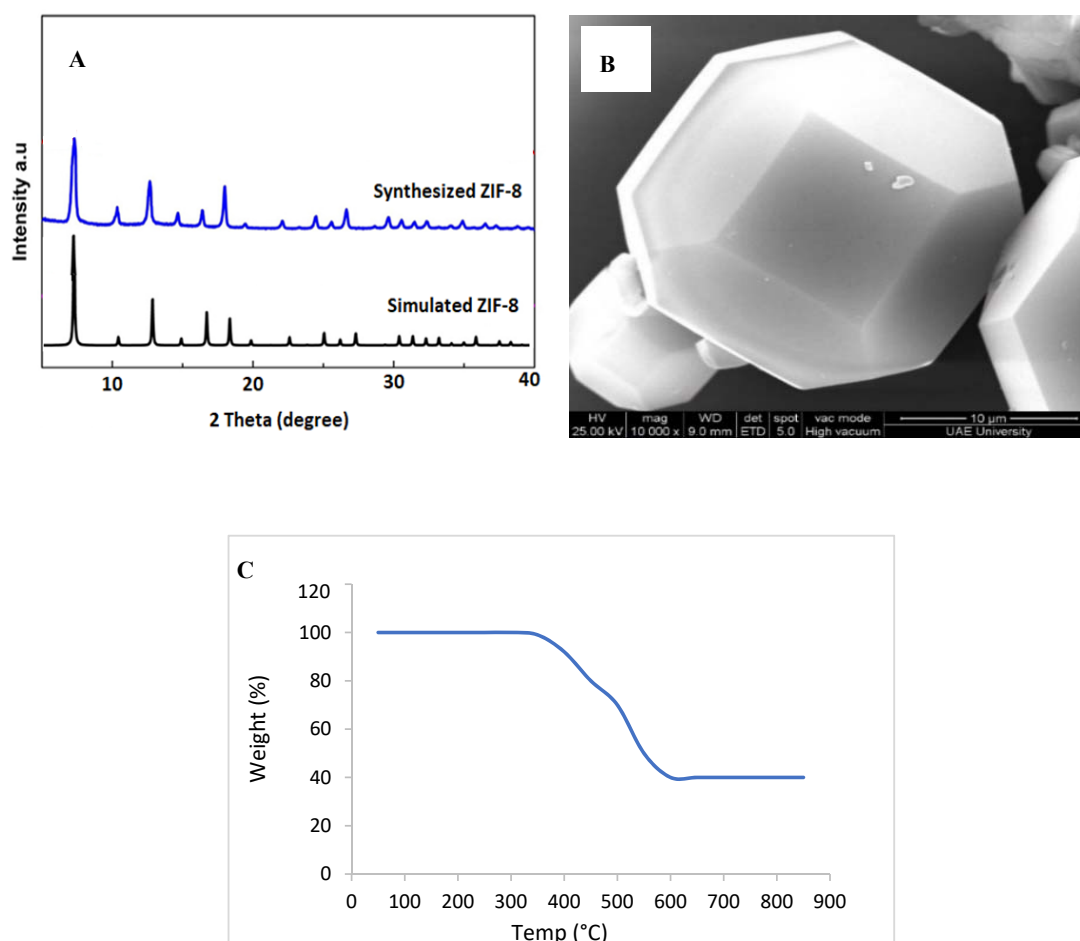 A
Intensity a.u
Synthesized ZIF-8
Simulated ZIF-8
10 20 30 40
2 Theta (degree)
B
HV mag WD det spot vac mode 10 µm
25.00 kV 10 000 x 9.0 mm ETD 5.0 High vacuum UAE University
C
Weight (%)
120
100
80
60
40
20
0
0 100 200 300 400 500 600 700 800 900
Temp (°C)